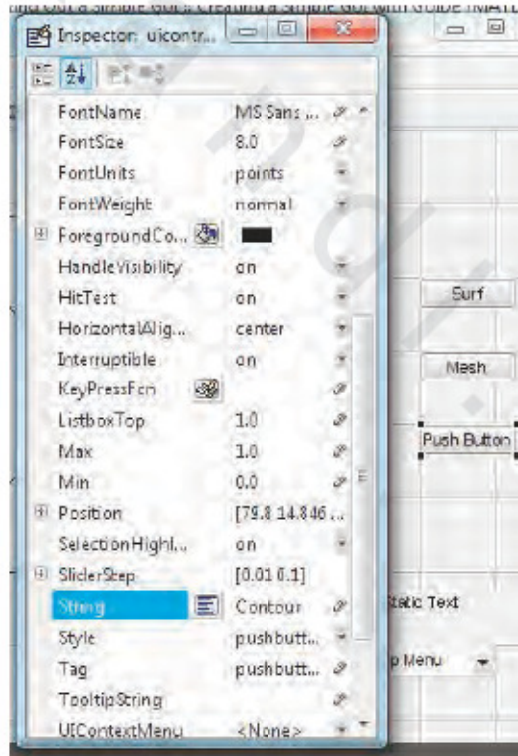 Inspector: uicontr...
FontName MS Sans ...
FontSize 8.0
FontUnits points
FontWeight normal
ForegroundCo...
HandleVisibility on
HitTest on
HorizontalAlig... center
Interruptible on
KeyPressFcn
ListboxTop 1.0
Max 1.0
Min 0.0
Position [79.8 14.846 ...
SelectionHighl... on
SliderStep [0.01 0.1]
String Contour
Style pushbutt...
Tag pushbutt...
TooltipString
UIContextMenu <None>
Surf
Mesh
Push Button
Static Text
p Menu